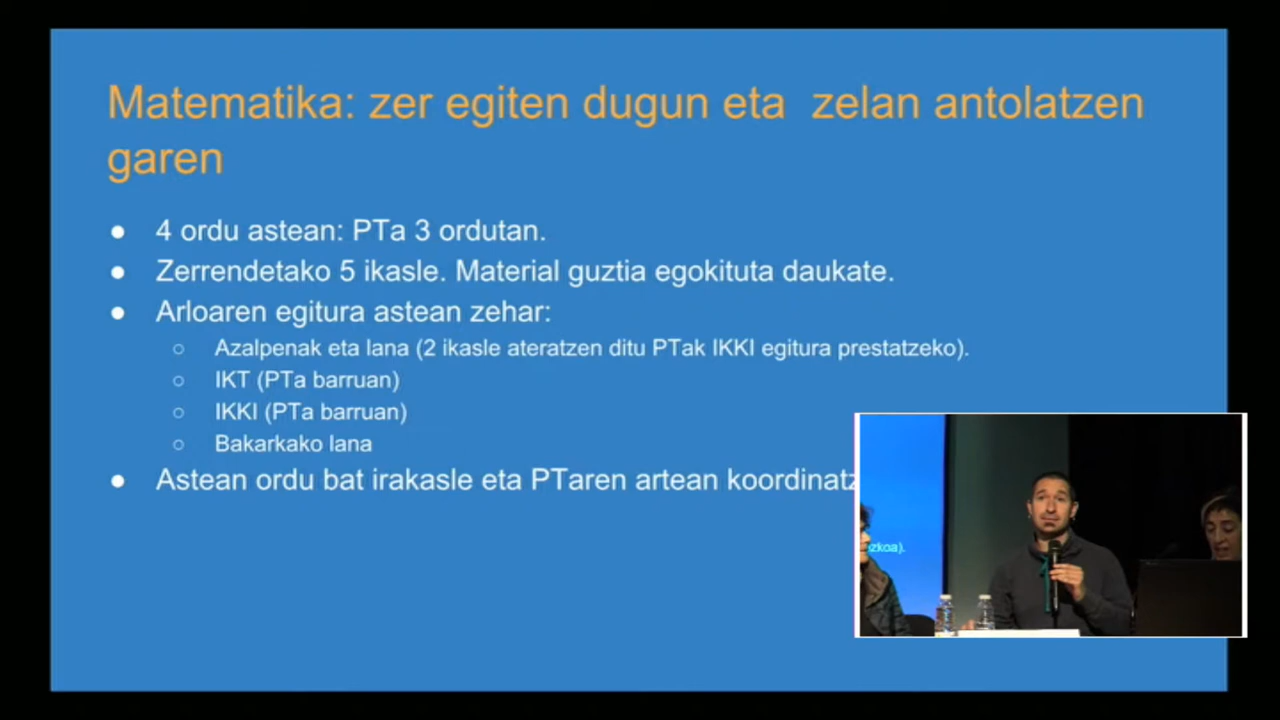 Matematika: zer egiten dugun eta zelan antolatzen
garen
● 4 ordu astean: PTa 3 ordutan.
● Zerrendetako 5 ikasle. Material guztia egokituta daukate.
● Arloaren egitura astean zehar:
○ Azalpenak eta lana (2 ikasle ateratzen ditu PTak IKKI egitura prestatzeko).
○ IKT (PTa barruan)
○ IKKI (PTa barruan)
○ Bakarkako lana
● Astean ordu bat irakasle eta PTaren artean koordinatz
zkoa).